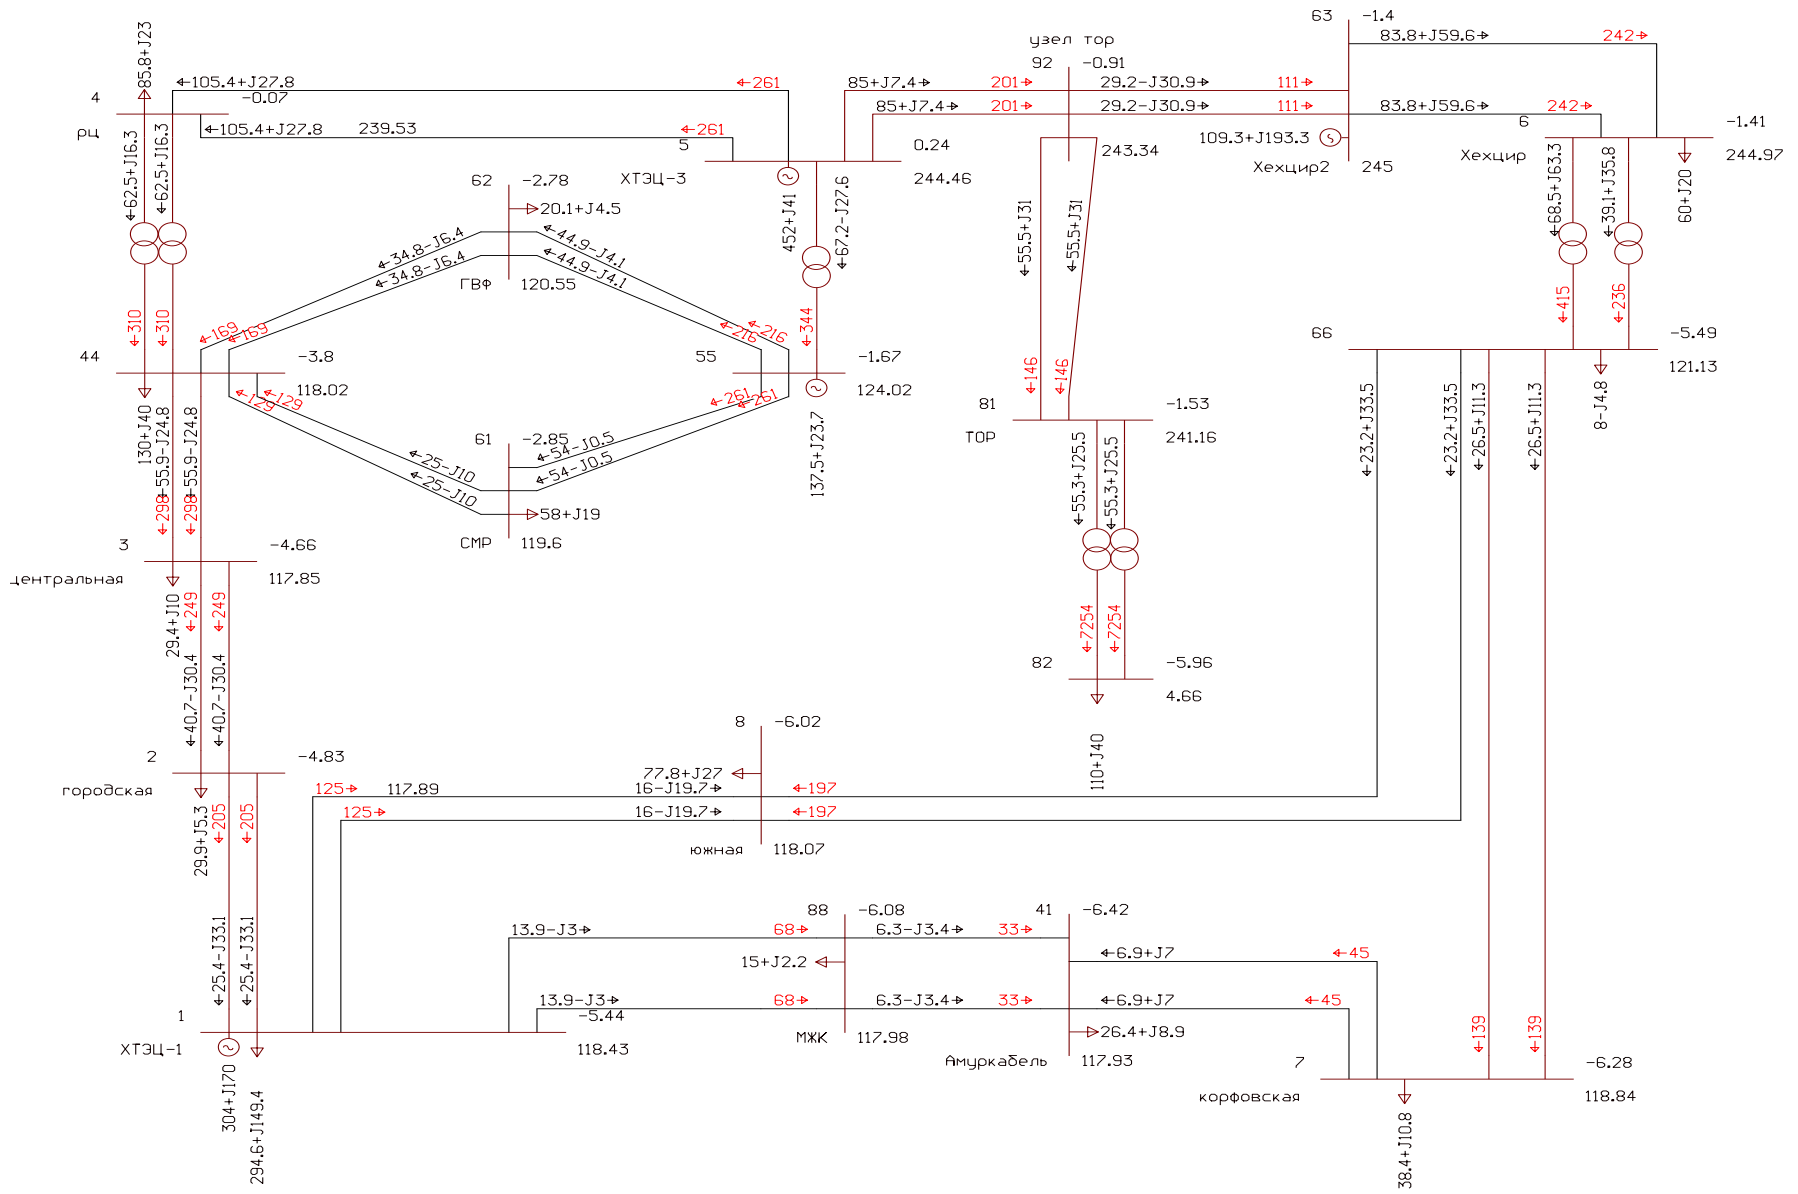 63
-1.4
83.8+J59.6
242
узел тор
92
-0.91
85+J7.4
201
29.2-J30.9
111
85+J7.4
201
29.2-J30.9
111
83.8+J59.6
242
109.3+J193.3
Хехцир2
245
6
-1.41
Хехцир
244.97
60+J20
85.8+J23
4
-0.07
рц
105.4+J27.8
261
105.4+J27.8
239.53
261
5
0.24
ХТЭЦ-3
244.46
243.34
452+J41
67.2-J27.6
344
62.5+J16.3
62.5+J16.3
310
310
62
-2.78
20.1+J4.5
34.8-J6.4
34.8-J6.4
44.9-J4.1
44.9-J4.1
ГВФ
120.55
169
169
216
216
44
-3.8
118.02
55
-1.67
124.02
130+J40
137.5+J23.7
129
129
261
261
61
-2.85
54-J0.5
54-J0.5
25-J10
25-J10
58+J19
СМР
119.6
55.9-J24.8
55.9-J24.8
298
298
55.5+J31
55.5+J31
146
146
81
-1.53
ТОР
241.16
55.3+J25.5
55.3+J25.5
7254
7254
82
-5.96
4.66
110+J40
68.5+J63.3
39.1+J35.8
415
236
66
-5.49
121.13
8-J4.8
23.2+J33.5
23.2+J33.5
26.5+J11.3
26.5+J11.3
3
-4.66
центральная
117.85
29.4+J10
249
249
40.7-J30.4
40.7-J30.4
2
-4.83
городская
29.9+J5.3
205
205
125
117.89
125
8
-6.02
77.8+J27
16-J19.7
197
16-J19.7
197
южная
118.07
25.4-J33.1
25.4-J33.1
1
-5.44
ХТЭЦ-1
118.43
304+J170
294.6+J149.4
88
-6.08
13.9-J3
68
6.3-J3.4
33
15+J2.2
13.9-J3
68
6.3-J3.4
33
МЖК
117.98
41
-6.42
6.9+J7
45
6.9+J7
45
26.4+J8.9
Амуркабель
117.93
139
139
7
-6.28
корфовская
118.84
38.4+J10.8